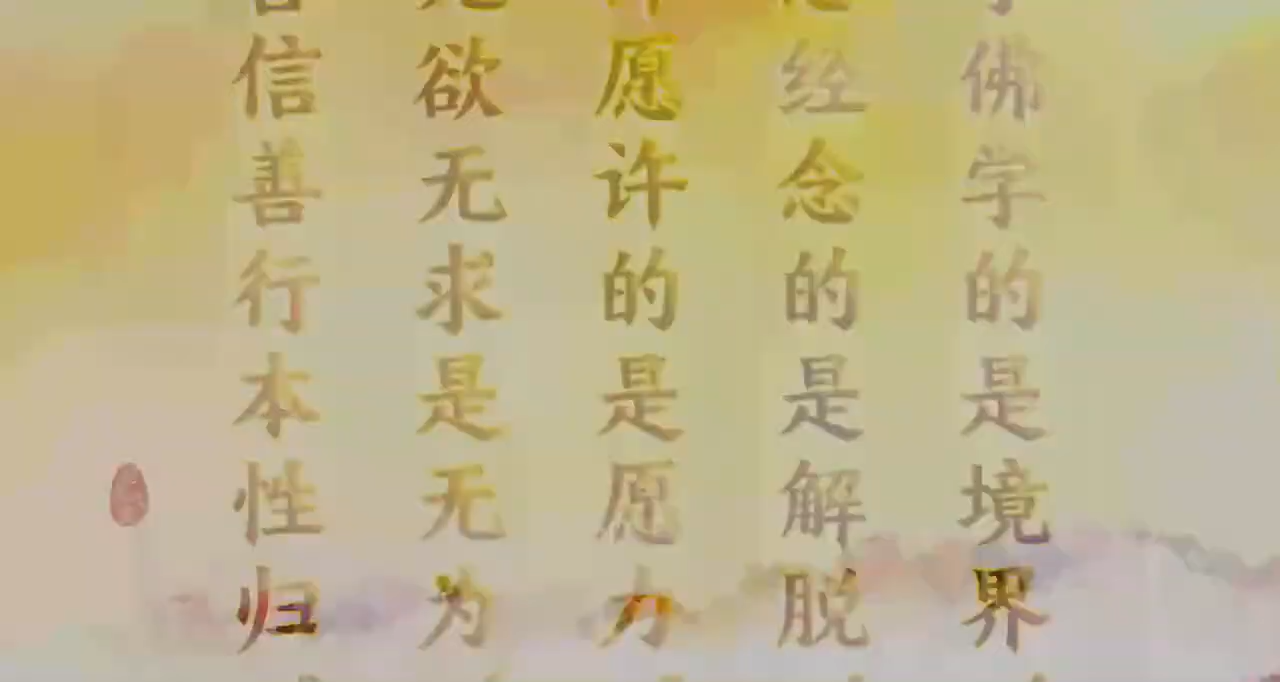 佛学的是境界
经念的是解脱
愿许的是愿力
欲无求是无为
信善行本性归